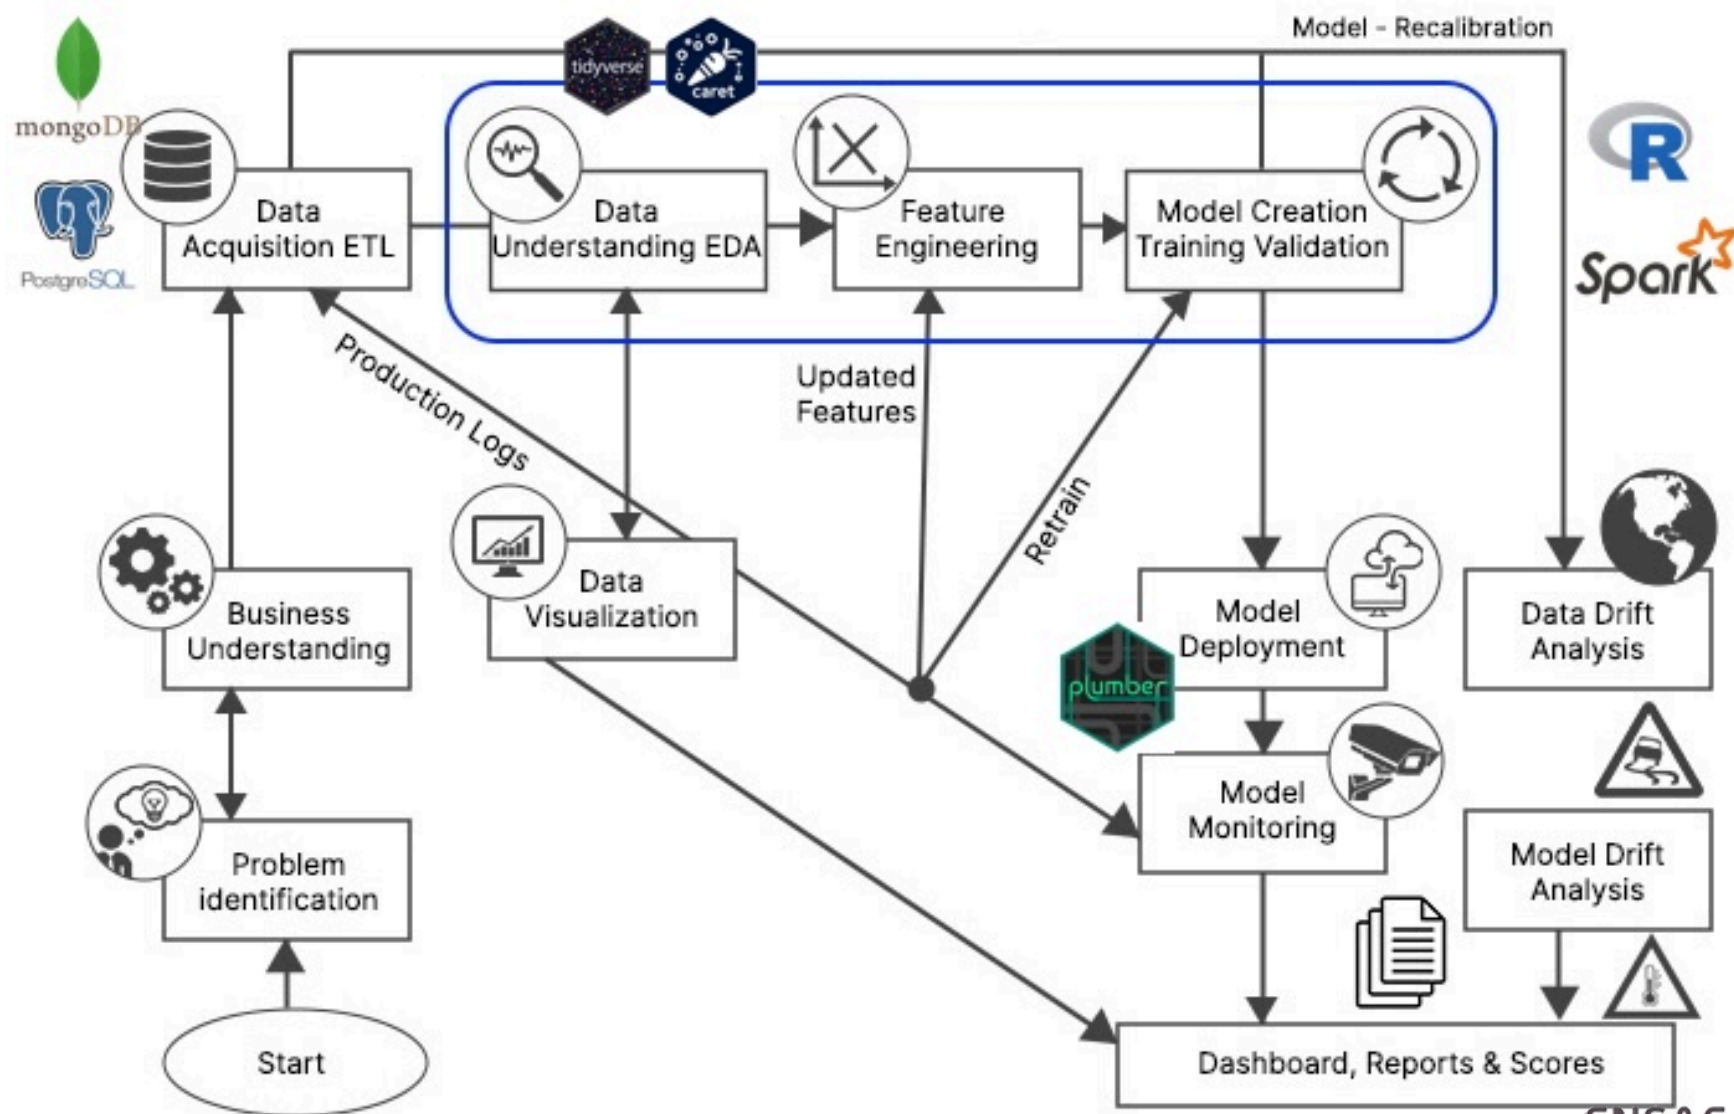 Model - Recalibration
tidyverse
caret
mongoDB
PostgreSQL
Data
Acquisition ETL
Data
Understanding EDA
Feature
Engineering
Model Creation
Training Validation
R
Spark
Production Logs
Updated
Features
Retrain
Business
Understanding
Data
Visualization
Model
Deployment
plumber
Data Drift
Analysis
Model
Monitoring
Model Drift
Analysis
Problem
identification
Start
Dashboard, Reports & Scores